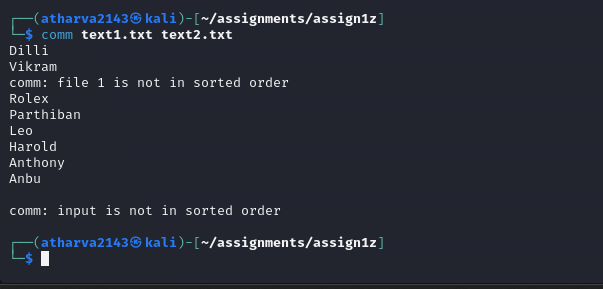 ┌──(atharva2143㉿kali)-[~/assignments/assign1z]
└─$ comm text1.txt text2.txt
Dilli
Vikram
comm: file 1 is not in sorted order
Rolex
Parthiban
Leo
Harold
Anthony
Anbu

comm: input is not in sorted order

┌──(atharva2143㉿kali)-[~/assignments/assign1z]
└─$